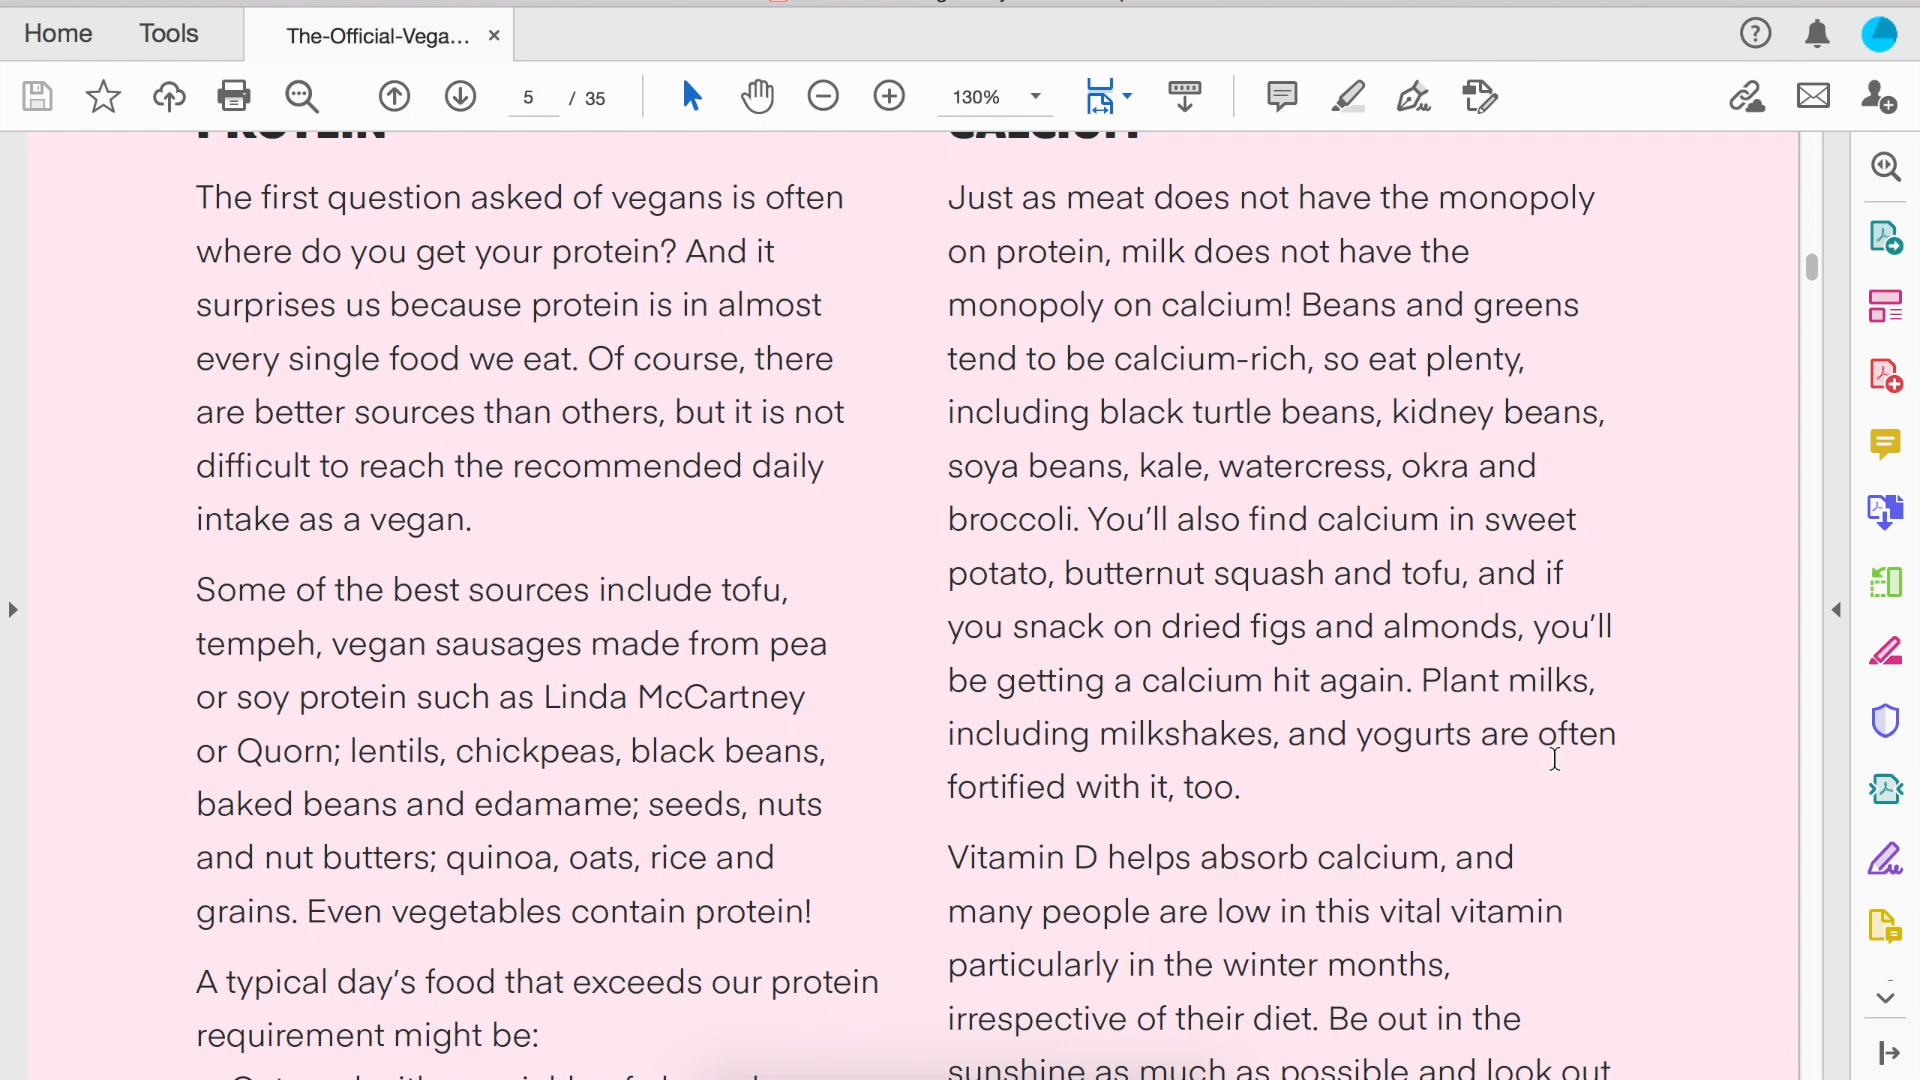 Home Tools The-Official-Vega... ×
5 / 35 130%
PROTEIN
The first question asked of vegans is often
where do you get your protein? And it
surprises us because protein is in almost
every single food we eat. Of course, there
are better sources than others, but it is not
difficult to reach the recommended daily
intake as a vegan.
Some of the best sources include tofu,
tempeh, vegan sausages made from pea
or soy protein such as Linda McCartney
or Quorn; lentils, chickpeas, black beans,
baked beans and edamame; seeds, nuts
and nut butters; quinoa, oats, rice and
grains. Even vegetables contain protein!
A typical day's food that exceeds our protein
requirement might be:
CALCIUM
Just as meat does not have the monopoly
on protein, milk does not have the
monopoly on calcium! Beans and greens
tend to be calcium-rich, so eat plenty,
including black turtle beans, kidney beans,
soya beans, kale, watercress, okra and
broccoli. You'll also find calcium in sweet
potato, butternut squash and tofu, and if
you snack on dried figs and almonds, you'll
be getting a calcium hit again. Plant milks,
including milkshakes, and yogurts are often
fortified with it, too.
Vitamin D helps absorb calcium, and
many people are low in this vital vitamin
particularly in the winter months,
irrespective of their diet. Be out in the
sunshine as much as possible and look out